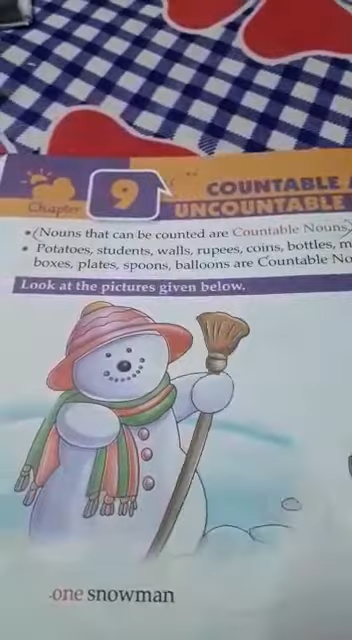 Chapter 9
COUNTABLE
UNCOUNTABLE
• (Nouns that can be counted are Countable Nouns)
• Potatoes, students, walls, rupees, coins, bottles,
boxes, plates, spoons, balloons are Countable
Look at the pictures given below.
one snowman